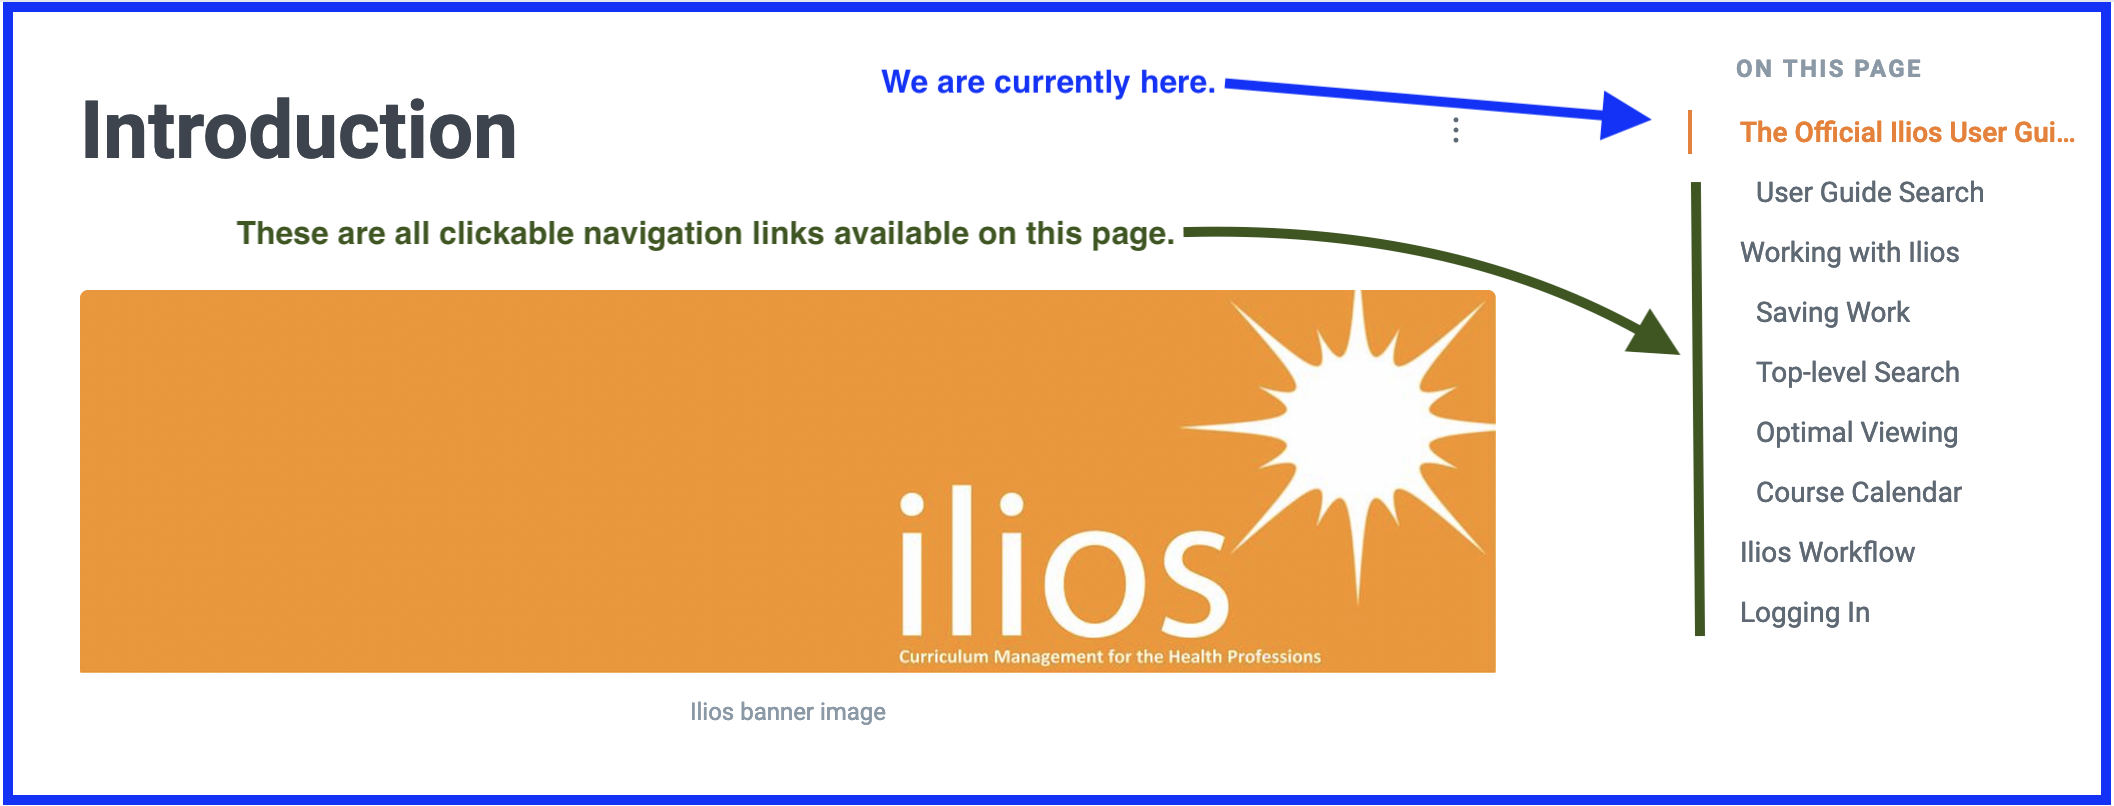 We are currently here.
Introduction
These are all clickable navigation links available on this page.
ilios
Curriculum Management for the Health Professions
Ilios banner image
ON THIS PAGE
The Official Ilios User Gui...
User Guide Search
Working with Ilios
Saving Work
Top-level Search
Optimal Viewing
Course Calendar
Ilios Workflow
Logging In